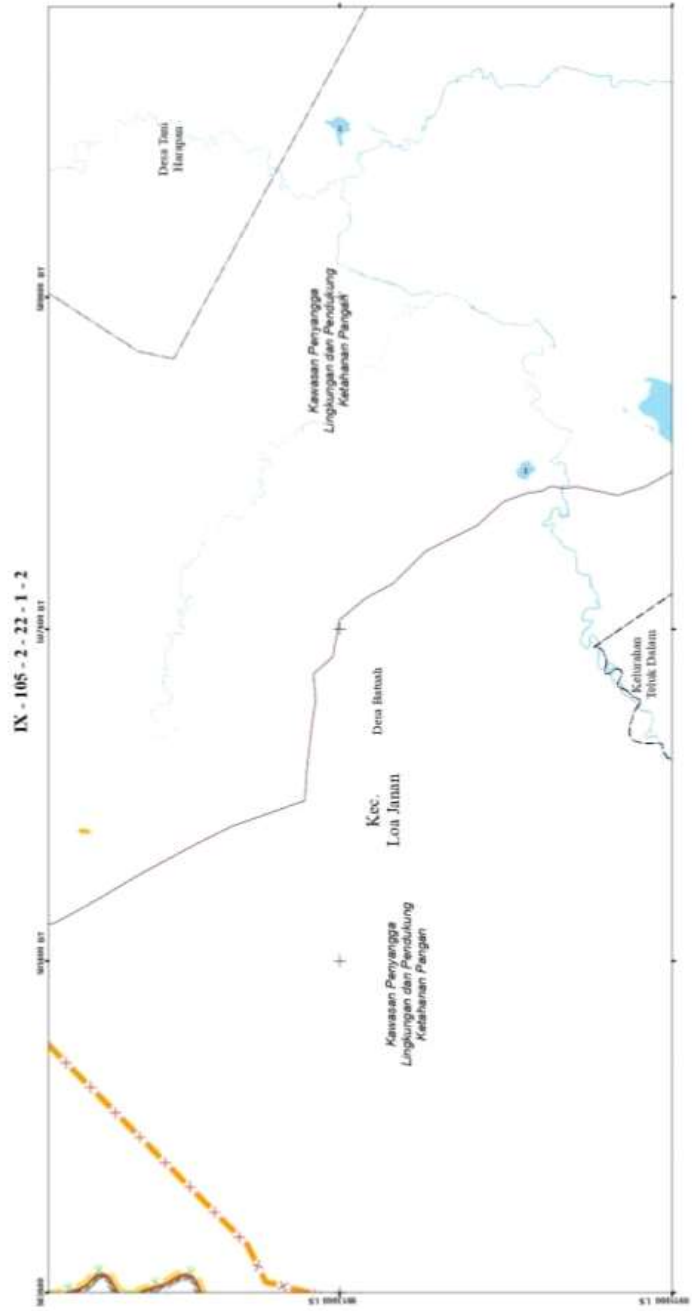 IX - 105 - 2 - 22 - 1 - 2
Desa Tani
Harapan
Kawasan Penyangga
Lingkungan dan Pendukung
Ketahanan Pangan
Desa Batuah
Kec.
Loa Janan
Kelurahan
Teluk Dalam
Kawasan Penyangga
Lingkungan dan Pendukung
Ketahanan Pangan